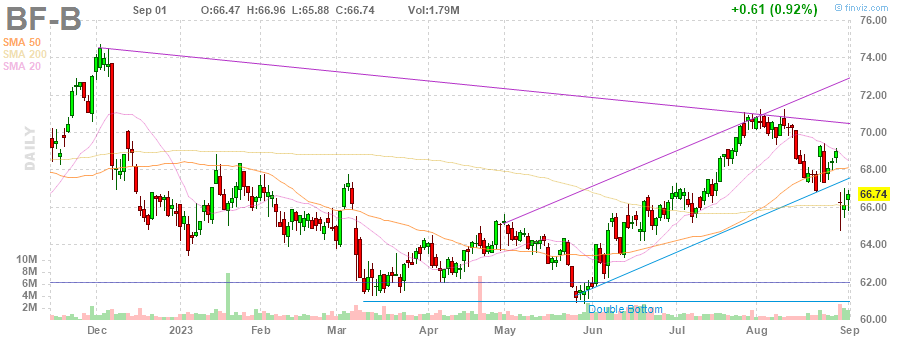 BF-B
Sep 01 O:66.47 H:66.96 L:65.88 C:66.74 Vol:1.79M +0.61 (0.92%)
© finviz.com
SMA 50
SMA 200
SMA 20
DAILY
76.00
74.00
72.00
70.00
68.00
66.74
66.00
64.00
62.00
60.00
10M
8M
6M
4M
2M
Double Bottom
Dec 2023 Feb Mar Apr May Jun Jul Aug Sep